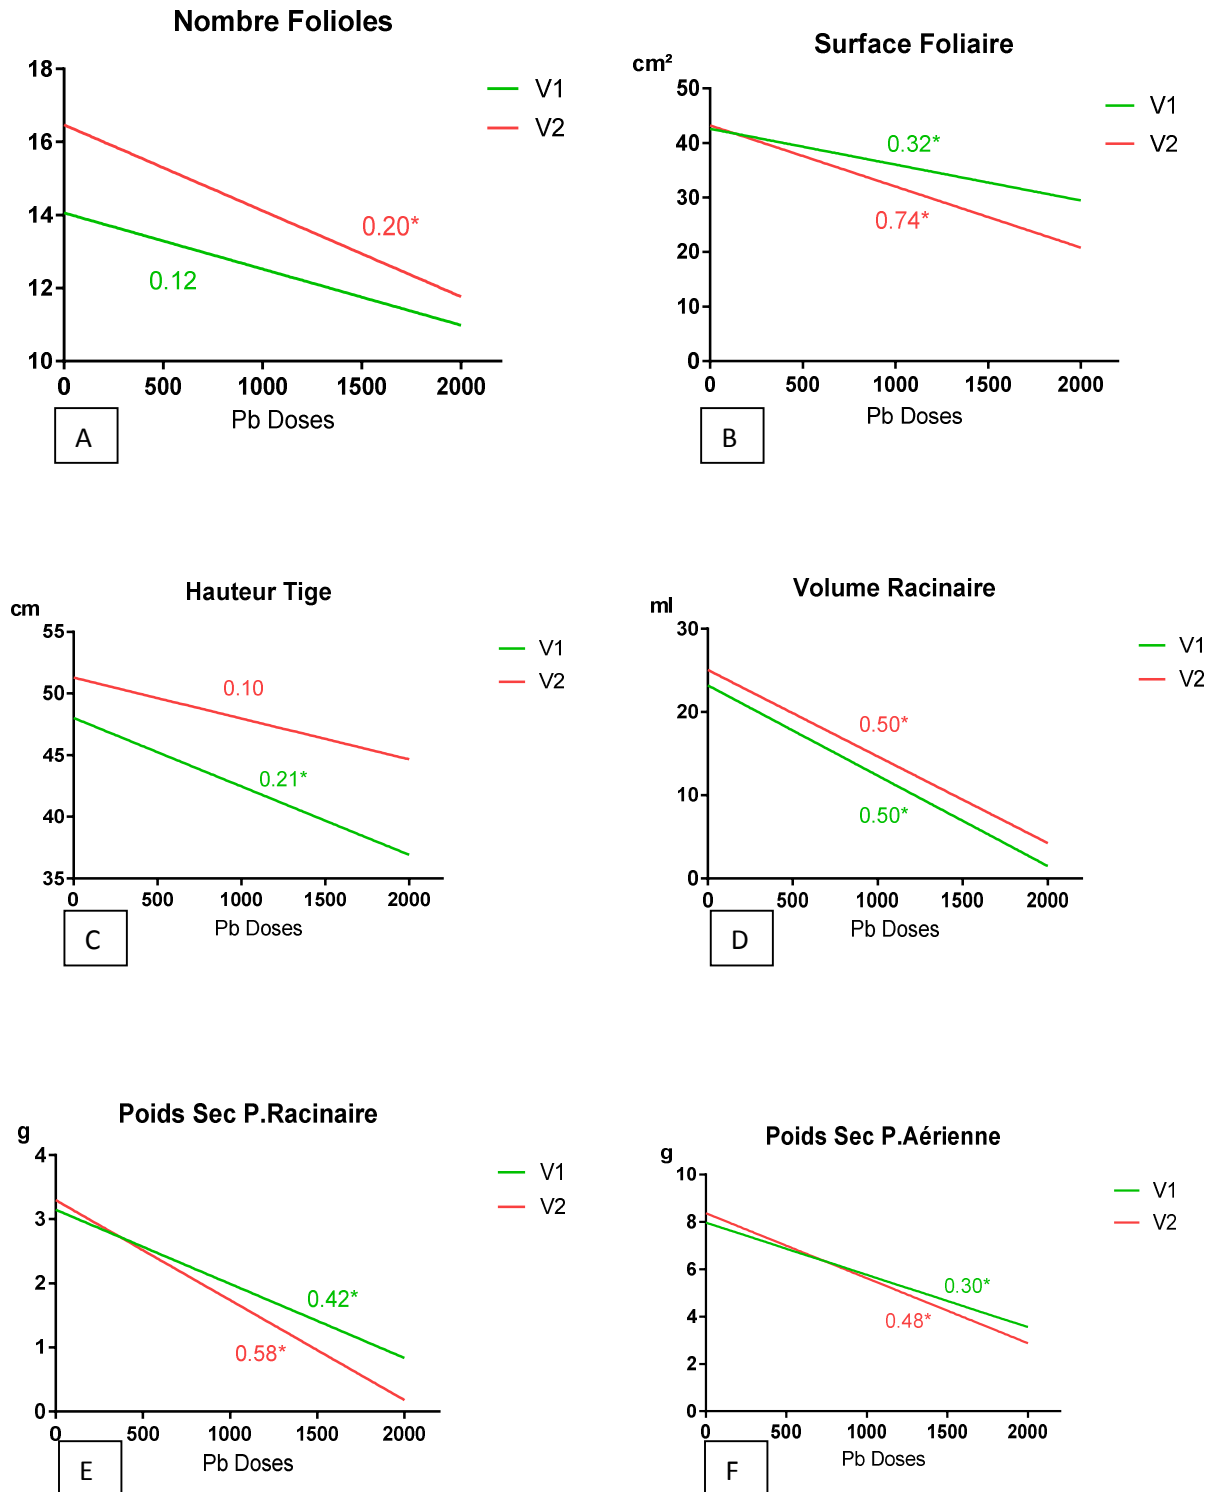 Nombre Folioles
18
16
14
12
10
0 500 1000 1500 2000
Pb Doses
V1
V2
0.20*
0.12
A
Surface Foliaire
cm²
50
40
30
20
10
0
0 500 1000 1500 2000
Pb Doses
V1
V2
0.32*
0.74*
B
Hauteur Tige
cm
55
50
45
40
35
0 500 1000 1500 2000
Pb Doses
V1
V2
0.10
0.21*
C
Volume Racinaire
ml
30
20
10
0
0 500 1000 1500 2000
Pb Doses
V1
V2
0.50*
0.50*
D
Poids Sec P.Racinaire
g
4
3
2
1
0
0 500 1000 1500 2000
Pb Doses
V1
V2
0.42*
0.58*
E
Poids Sec P.Aérienne
g
10
8
6
4
2
0
0 500 1000 1500 2000
Pb Doses
V1
V2
0.30*
0.48*
F